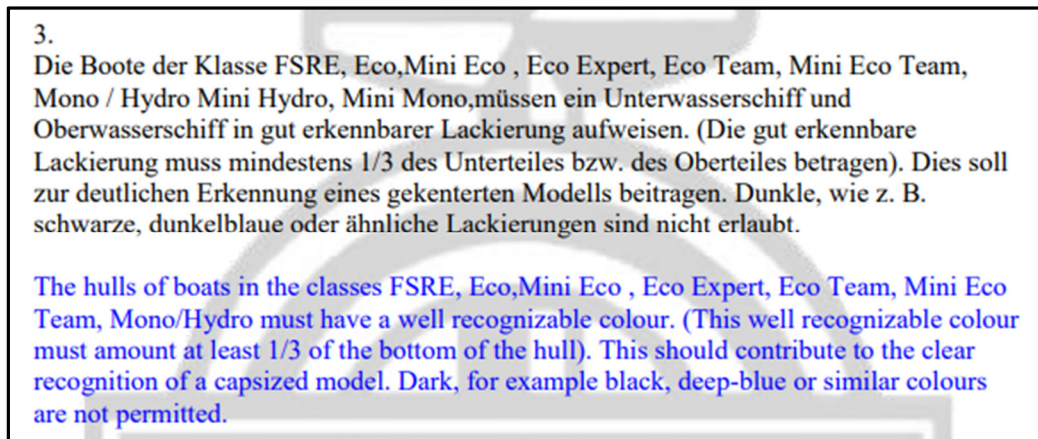 3.
Die Boote der Klasse FSRE, Eco,Mini Eco , Eco Expert, Eco Team, Mini Eco Team,
Mono / Hydro Mini Hydro, Mini Mono,müssen ein Unterwasserschiff und
Oberwasserschiff in gut erkennbarer Lackierung aufweisen. (Die gut erkennbare
Lackierung muss mindestens 1/3 des Unterteiles bzw. des Oberteiles betragen). Dies soll
zur deutlichen Erkennung eines gekenterten Modells beitragen. Dunkle, wie z. B.
schwarze, dunkelblaue oder ähnliche Lackierungen sind nicht erlaubt.
The hulls of boats in the classes FSRE, Eco,Mini Eco , Eco Expert, Eco Team, Mini Eco
Team, Mono/Hydro must have a well recognizable colour. (This well recognizable colour
must amount at least 1/3 of the bottom of the hull). This should contribute to the clear
recognition of a capsized model. Dark, for example black, deep-blue or similar colours
are not permitted.